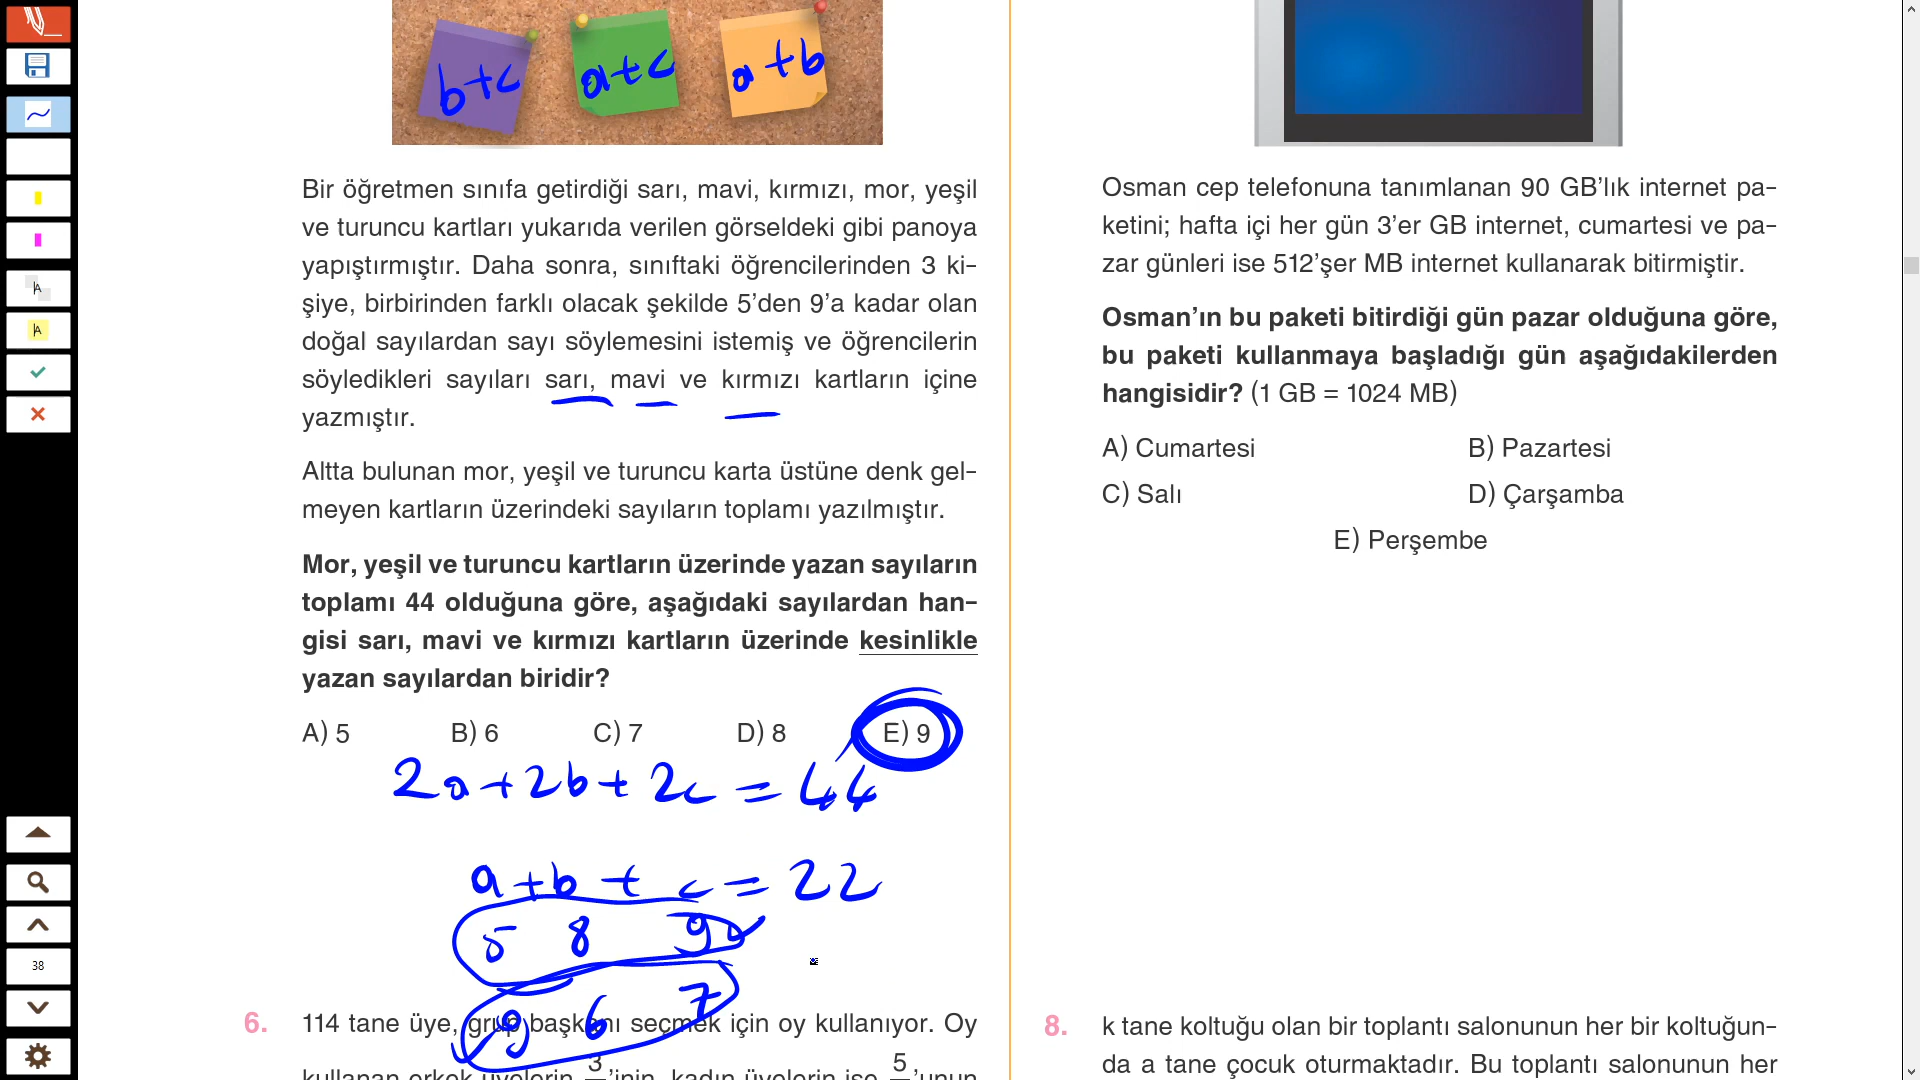 b+c a+c a+b
Bir öğretmen sınıfa getirdiği sarı, mavi, kırmızı, mor, yeşil
ve turuncu kartları yukarıda verilen görseldeki gibi panoya
yapıştırmıştır. Daha sonra, sınıftaki öğrencilerinden 3 ki-
şiye, birbirinden farklı olacak şekilde 5'den 9'a kadar olan
doğal sayılardan sayı söylemesini istemiş ve öğrencilerin
söyledikleri sayıları sarı, mavi ve kırmızı kartların içine
yazmıştır.
Altta bulunan mor, yeşil ve turuncu karta üstüne denk gel-
meyen kartların üzerindeki sayıların toplamı yazılmıştır.
Mor, yeşil ve turuncu kartların üzerinde yazan sayıların
toplamı 44 olduğuna göre, aşağıdaki sayılardan han-
gisi sarı, mavi ve kırmızı kartların üzerinde kesinlikle
yazan sayılardan biridir?
A) 5 B) 6 C) 7 D) 8 E) 9
2a+2b+2c=44
a+b+c=22
5 8 9
9 6 7
6. 114 tane üye, grup başkanı seçmek için oy kullanıyor. Oy
kullanan erkek üyelerin 3 'inin, kadın üyelerin ise 5 'unun
Osman cep telefonuna tanımlanan 90 GB'lık internet pa-
ketini; hafta içi her gün 3'er GB internet, cumartesi ve pa-
zar günleri ise 512'şer MB internet kullanarak bitirmiştir.
Osman'ın bu paketi bitirdiği gün pazar olduğuna göre,
bu paketi kullanmaya başladığı gün aşağıdakilerden
hangisidir? (1 GB = 1024 MB)
A) Cumartesi B) Pazartesi
C) Salı D) Çarşamba
E) Perşembe
8. k tane koltuğu olan bir toplantı salonunun her bir koltuğun-
da a tane çocuk oturmaktadır. Bu toplantı salonunun her
A
A
38